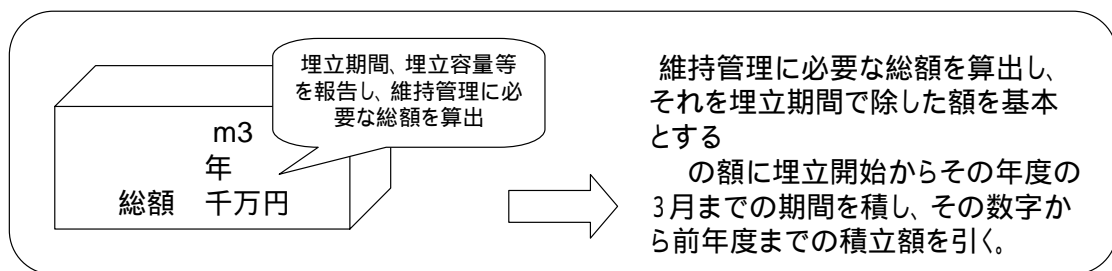 埋立期間、埋立容量等
を報告し、維持管理に必
要な総額を算出
m3
年
総額 千万円
維持管理に必要な総額を算出し、
それを埋立期間で除した額を基本
とする
の額に埋立開始からその年度の
3月までの期間を積し、その数字か
ら前年度までの積立額を引く。